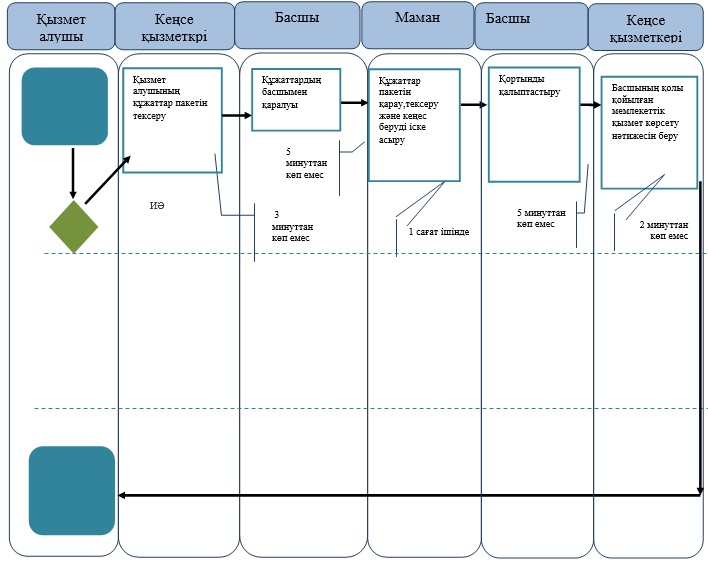 Қызмет
алушы
Кеңсе
қызметкрі
Басшы
Маман
Басшы
Кеңсе
қызметкері
Қызмет
алушының
құжаттар пакетін
тексеру
Құжаттардың
басшымен
қаралуы
Құжаттар
пакетін
қарау,тексеру
және кеңес
беруді іске
асыру
Қортынды
қалыптастыру
Басшының қолы
қойылған
мемлекеттік
қызмет көрсету
нәтижесін беру
ИӘ
3
минуттан
көп емес
5
минуттан
көп емес
1 сағат ішінде
5 минуттан
көп емес
2 минуттан
көп емес